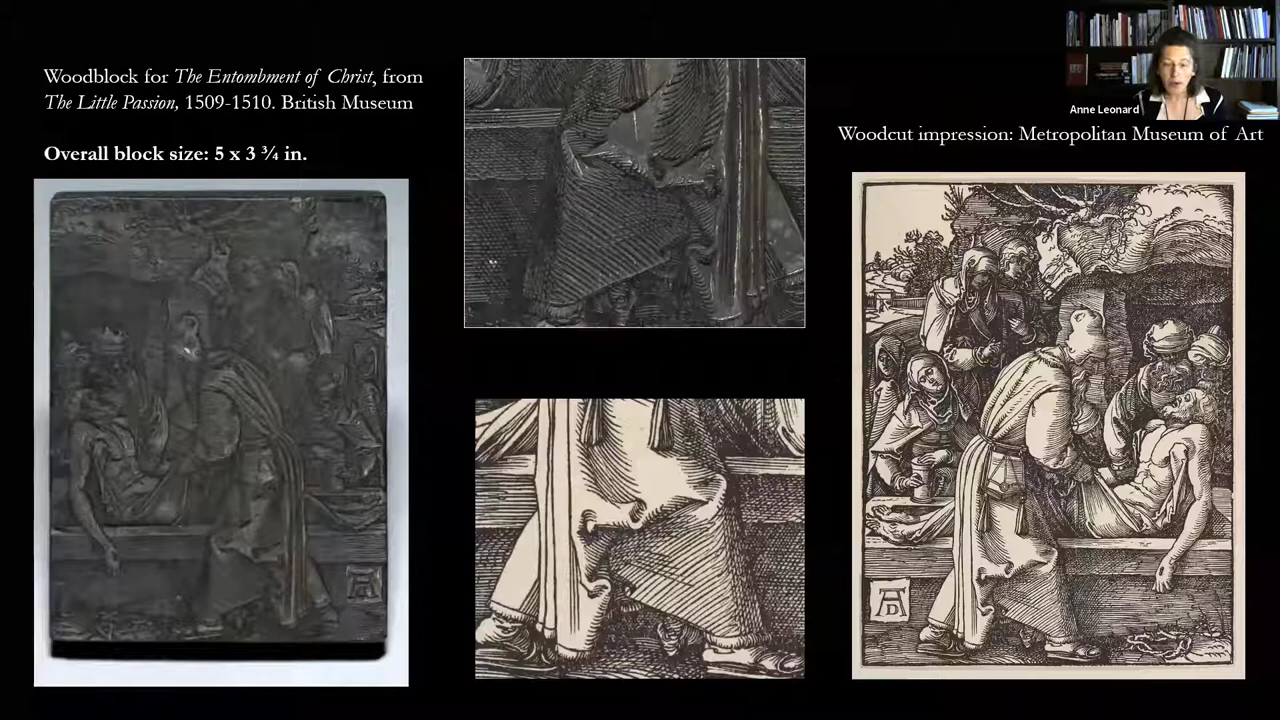 Woodblock for The Entombment of Christ, from
The Little Passion, 1509-1510. British Museum
Overall block size: 5 x 3 ¾ in.
Anne Leonard
Woodcut impression: Metropolitan Museum of Art
AD